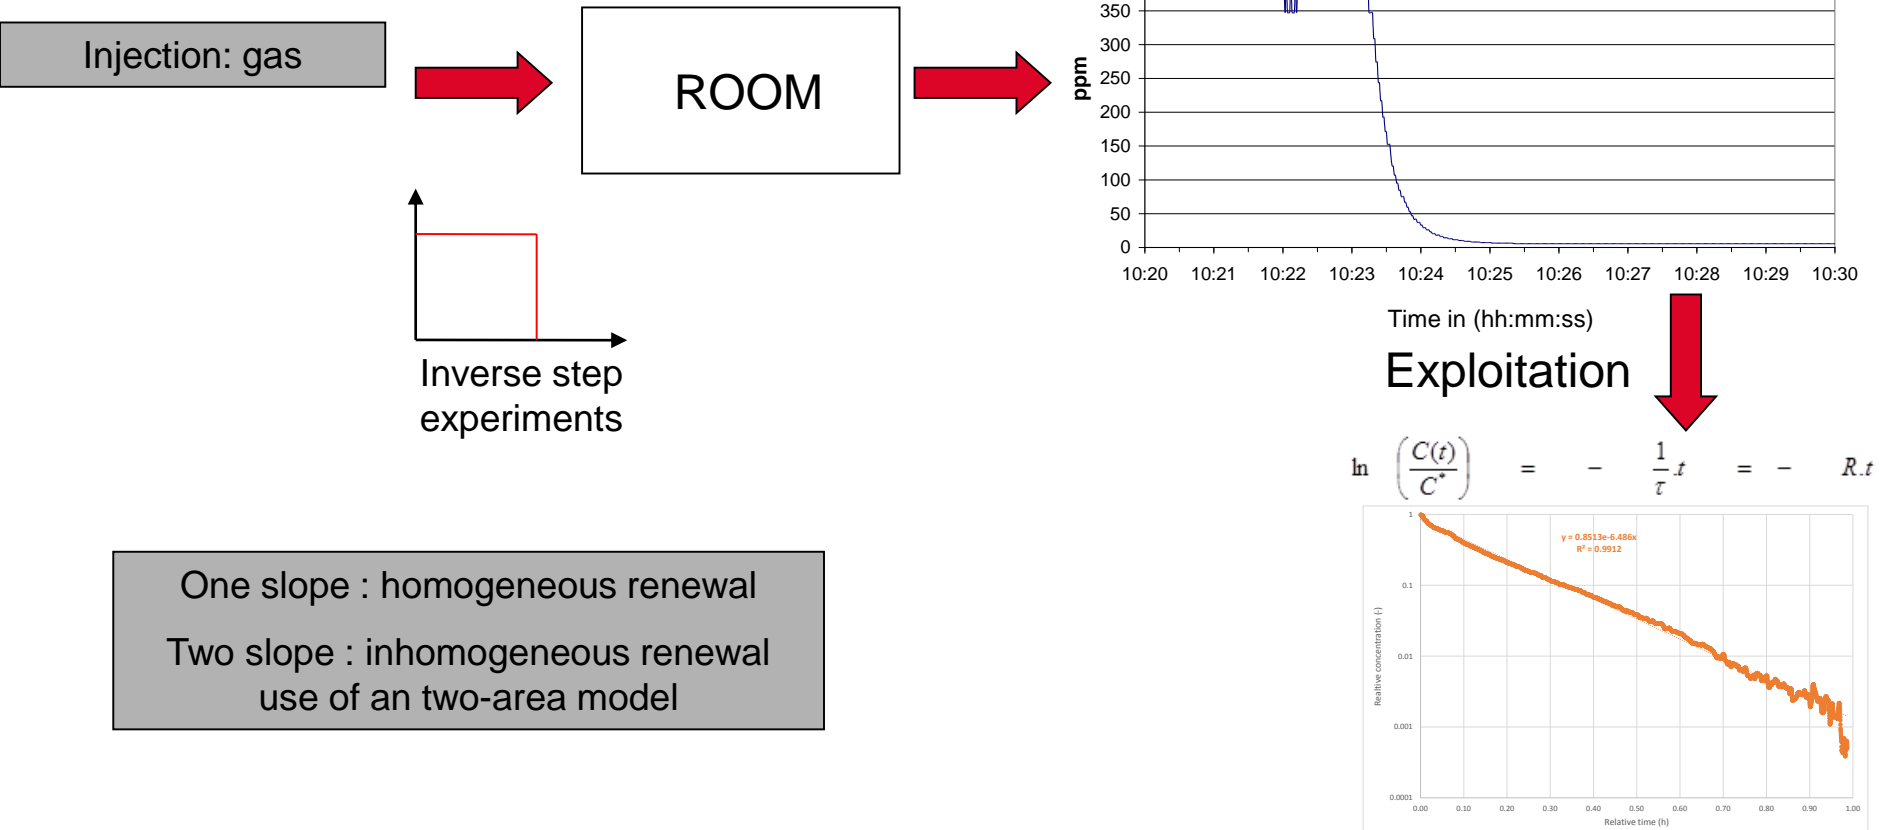 Injection: gas
ROOM
Inverse step
experiments
One slope : homogeneous renewal
Two slope : inhomogeneous renewal
use of an two-area model
ppm
350
300
250
200
150
100
50
0
10:20 10:21 10:22 10:23 10:24 10:25 10:26 10:27 10:28 10:29 10:30
Time in (hh:mm:ss)
Exploitation
ln (C(t)/C*) = − 1/τ .t = − R.t
y = 0.8513e-6.486x
R² = 0.9912
Realtive concentration (-)
1
0.1
0.01
0.001
0.0001
0.00 0.10 0.20 0.30 0.40 0.50 0.60 0.70 0.80 0.90 1.00
Relative time (h)